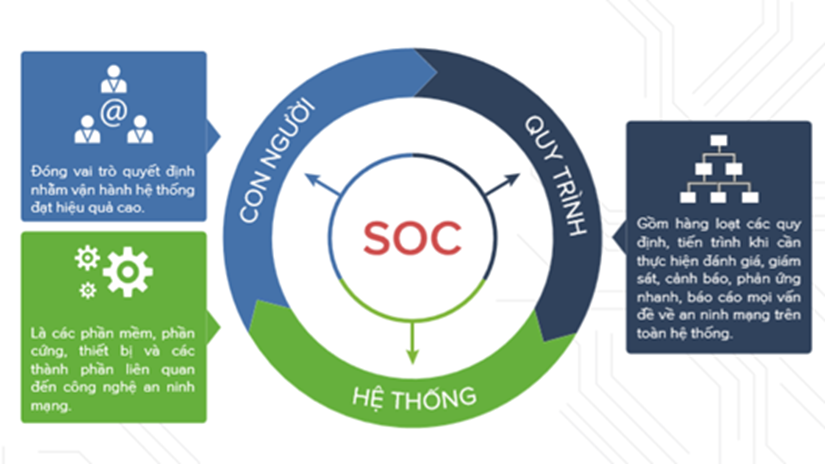 @
Đóng vai trò quyết định
nhằm vận hành hệ thống
đạt hiệu quả cao.
Là các phần mềm, phần
cứng, thiết bị và các
thành phần liên quan
đến công nghệ an ninh
mạng.
CON NGƯỜI
QUY TRÌNH
SOC
HỆ THỐNG
Gồm hàng loạt các quy
định, tiến trình khi cần
thực hiện đánh giá, giám
sát, cảnh báo, phản ứng
nhanh, báo cáo mọi vấn
đề về an ninh mạng trên
toàn hệ thống.